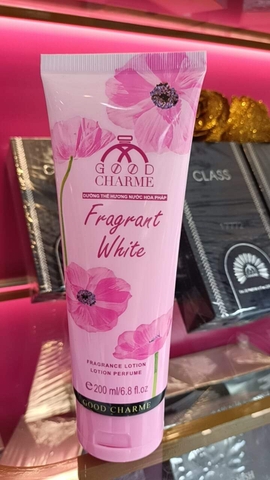 GOOD
CHARME
DƯỠNG THỂ HƯƠNG NƯỚC HOA PHÁP
Fragrant
White
FRAGRANCE LOTION
LOTION PERFUME
e 200 ml/6.8 fl.oz
GOOD CHARME
CLASS